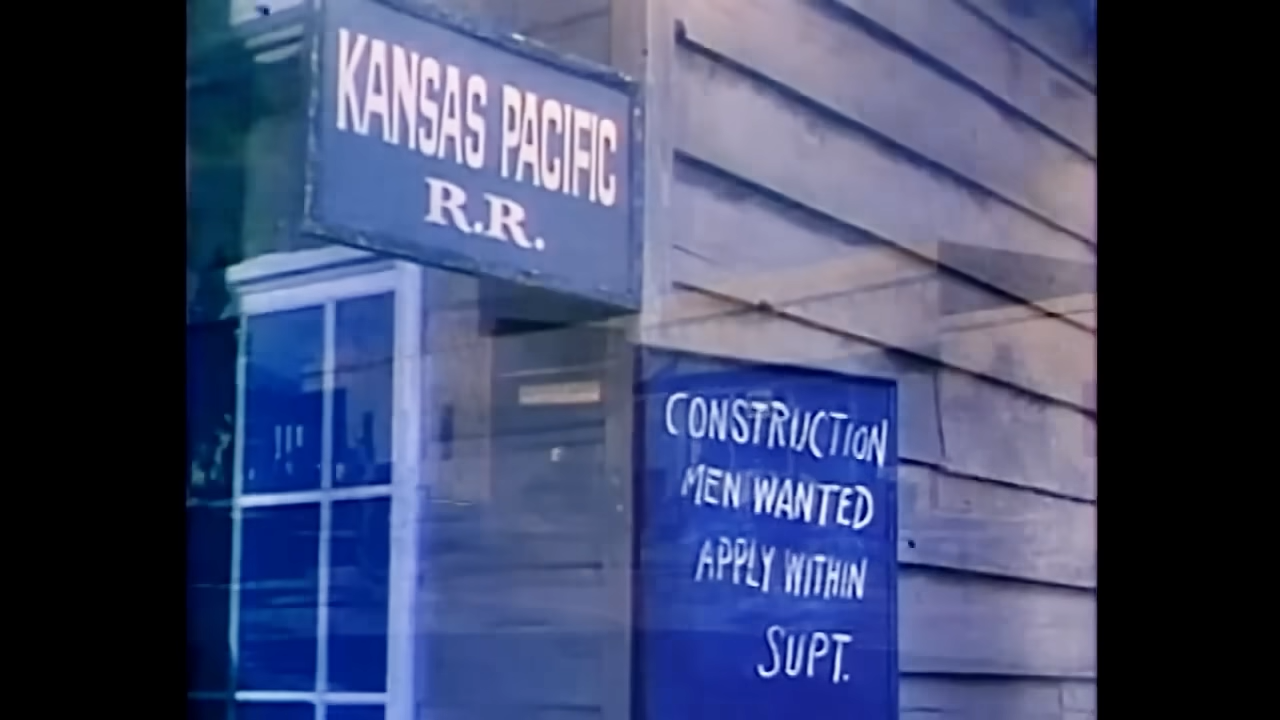 KANSAS PACIFIC
R.R.
CONSTRUCTION
MEN WANTED
APPLY WITHIN
SUPT.